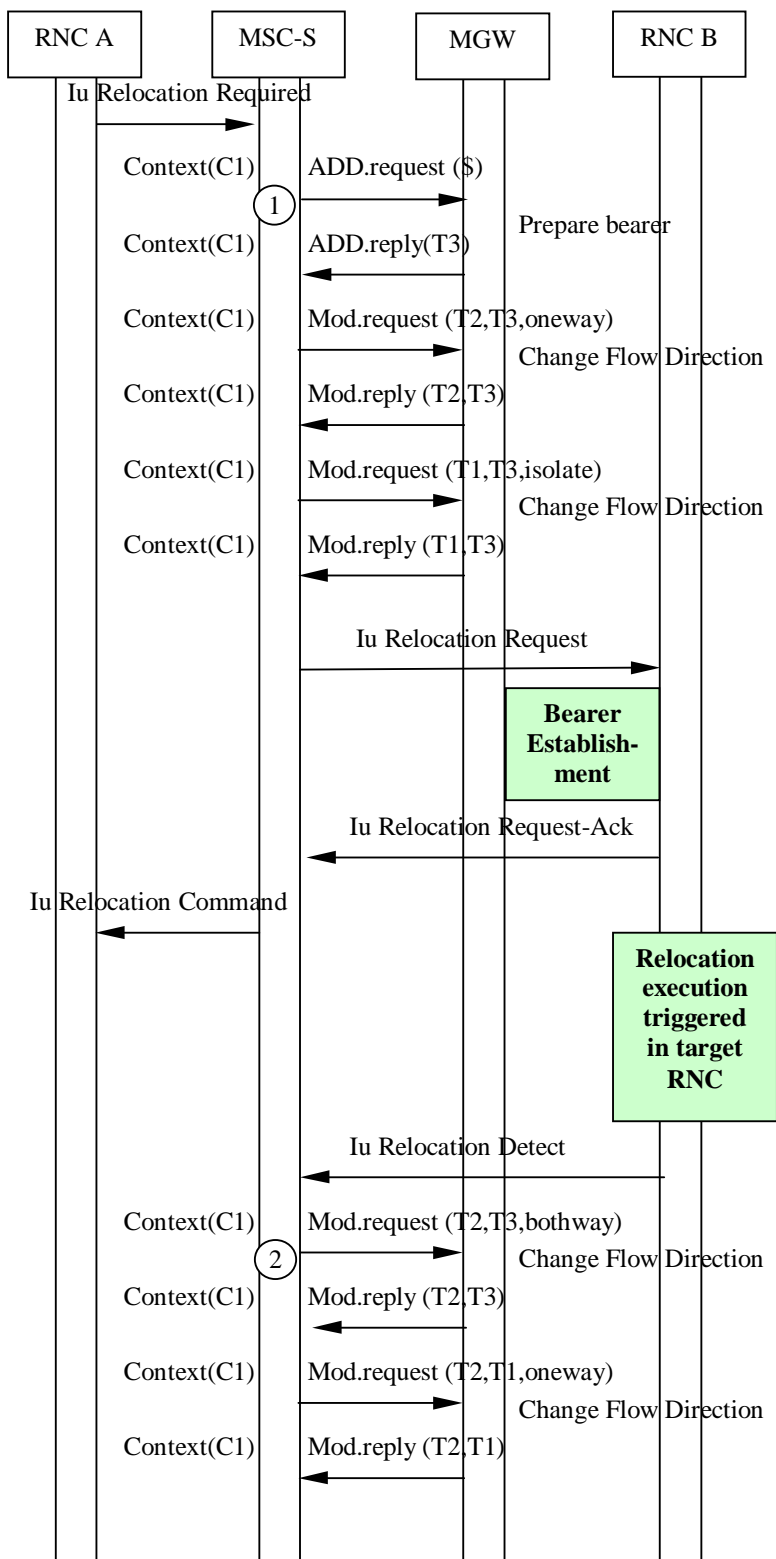 RNC A
MSC-S
MGW
RNC B
Iu Relocation Required
Context(C1)
ADD.request ($)
1
Prepare bearer
Context(C1)
ADD.reply(T3)
Context(C1)
Mod.request (T2,T3,oneway)
Change Flow Direction
Context(C1)
Mod.reply (T2,T3)
Context(C1)
Mod.request (T1,T3,isolate)
Change Flow Direction
Context(C1)
Mod.reply (T1,T3)
Iu Relocation Request
Bearer
Establish-
ment
Iu Relocation Request-Ack
Iu Relocation Command
Relocation
execution
triggered
in target
RNC
Iu Relocation Detect
Context(C1)
Mod.request (T2,T3,bothway)
2
Change Flow Direction
Context(C1)
Mod.reply (T2,T3)
Context(C1)
Mod.request (T2,T1,oneway)
Change Flow Direction
Context(C1)
Mod.reply (T2,T1)